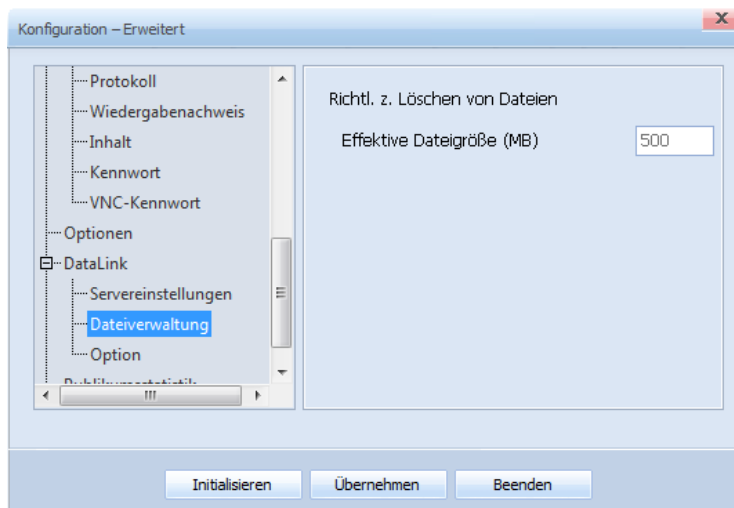 Konfiguration – Erweitert
Protokoll
Wiedergabenachweis
Inhalt
Kennwort
VNC-Kennwort
Optionen
DataLink
Servereinstellungen
Dateiverwaltung
Option
Richtl. z. Löschen von Dateien
Effektive Dateigröße (MB)
500
Initialisieren
Übernehmen
Beenden